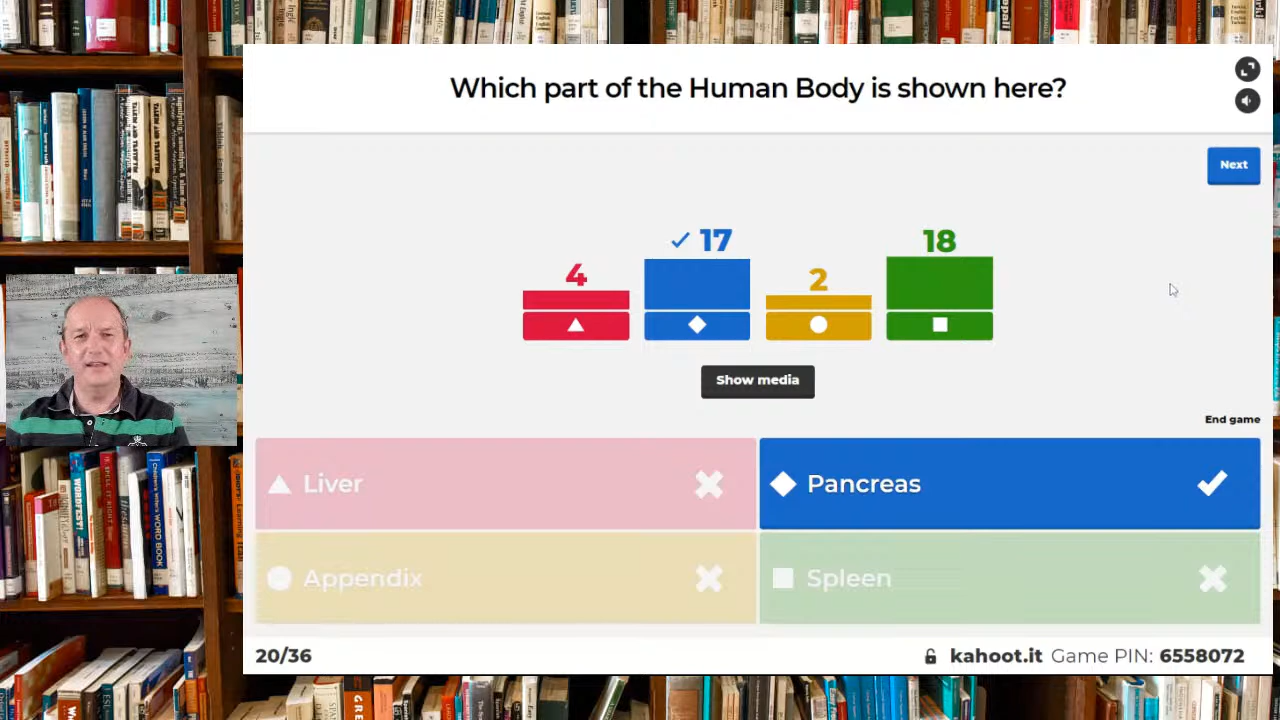 Which part of the Human Body is shown here?
Next
4
17
2
18
Show media
End game
Liver
Pancreas
Appendix
Spleen
20/36
kahoot.it Game PIN: 6558072